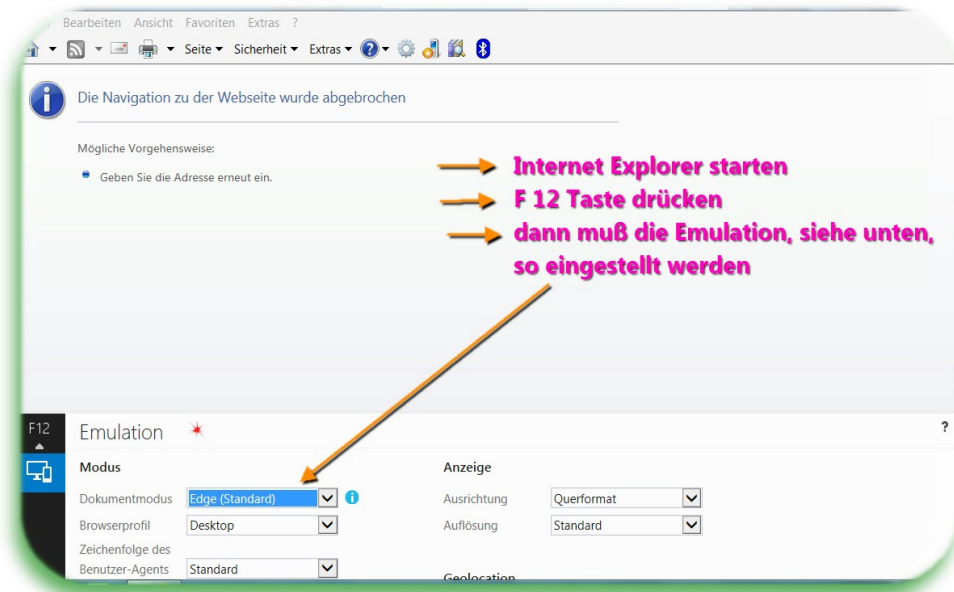 Bearbeiten Ansicht Favoriten Extras ?
Seite Sicherheit Extras
Die Navigation zu der Webseite wurde abgebrochen
Mögliche Vorgehensweise:
Geben Sie die Adresse erneut ein.
Internet Explorer starten
F 12 Taste drücken
dann muß die Emulation, siehe unten,
so eingestellt werden
F12 Emulation ?
Modus Anzeige
Dokumentmodus Edge (Standard) Ausrichtung Querformat
Browserprofil Desktop Auflösung Standard
Zeichenfolge des
Benutzer-Agents Standard
Geolocation